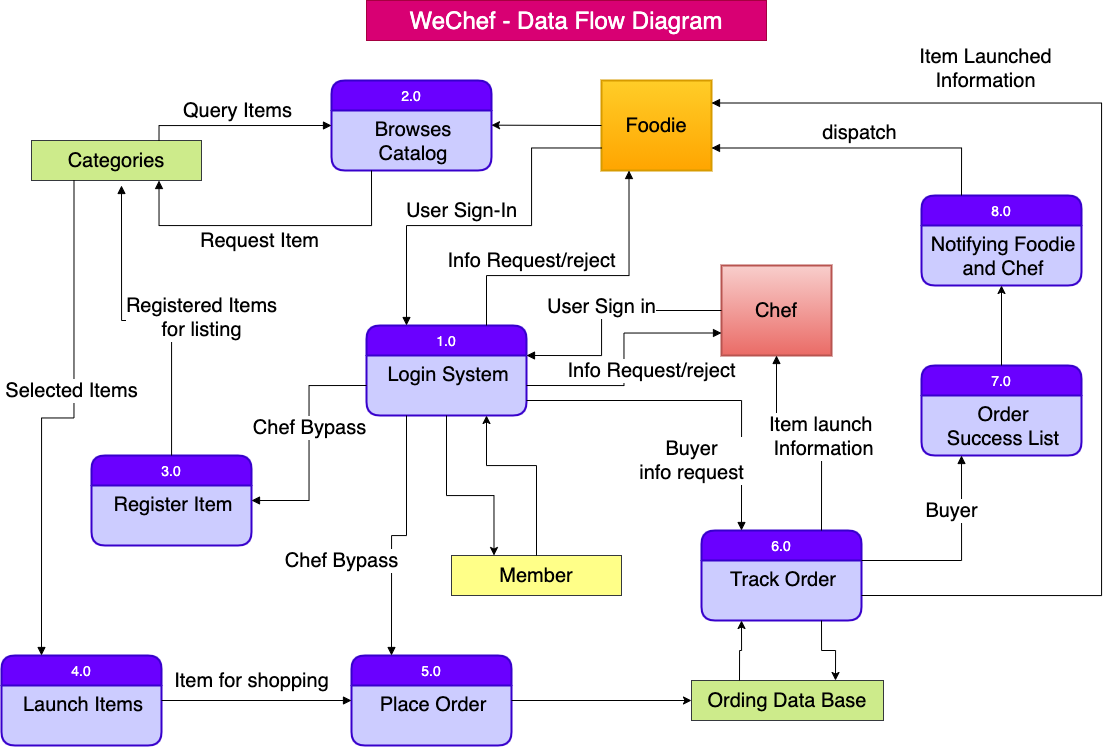 WeChef - Data Flow Diagram
Item Launched
Information
2.0
Browses
Catalog
Query Items
Foodie
dispatch
Categories
User Sign-In
8.0
Notifying Foodie
and Chef
Request Item
Info Request/reject
Registered Items
for listing
User Sign in
Chef
1.0
Login System
Info Request/reject
7.0
Order
Success List
Selected Items
Chef Bypass
Item launch
Information
Buyer
info request
3.0
Register Item
Buyer
Chef Bypass
Member
6.0
Track Order
4.0
Launch Items
Item for shopping
5.0
Place Order
Ording Data Base